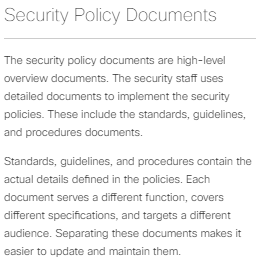 Security Policy Documents
The security policy documents are high-level
overview documents. The security staff uses
detailed documents to implement the security
policies. These include the standards, guidelines,
and procedures documents.
Standards, guidelines, and procedures contain the
actual details defined in the policies. Each
document serves a different function, covers
different specifications, and targets a different
audience. Separating these documents makes it
easier to update and maintain them.